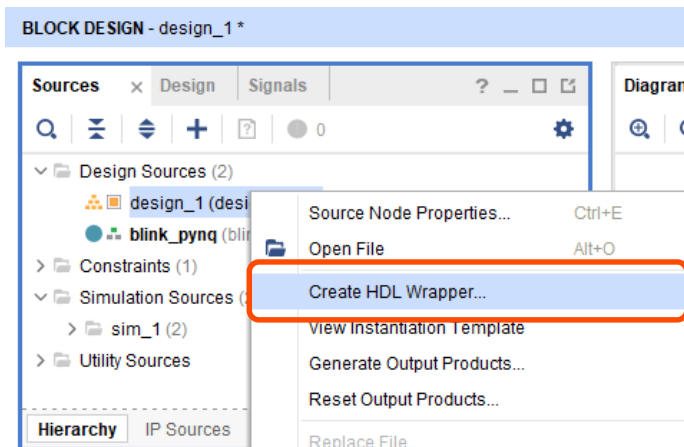 BLOCK DESIGN - design_1 *
Sources Design Signals
Diagram
0
Design Sources (2)
design_1 (desi
Source Node Properties... Ctrl+E
blink_pynq (blin
Open File Alt+O
Constraints (1)
Create HDL Wrapper...
Simulation Sources (
View Instantiation Template
sim_1 (2)
Generate Output Products...
Utility Sources
Reset Output Products...
Hierarchy IP Sources
Replace File